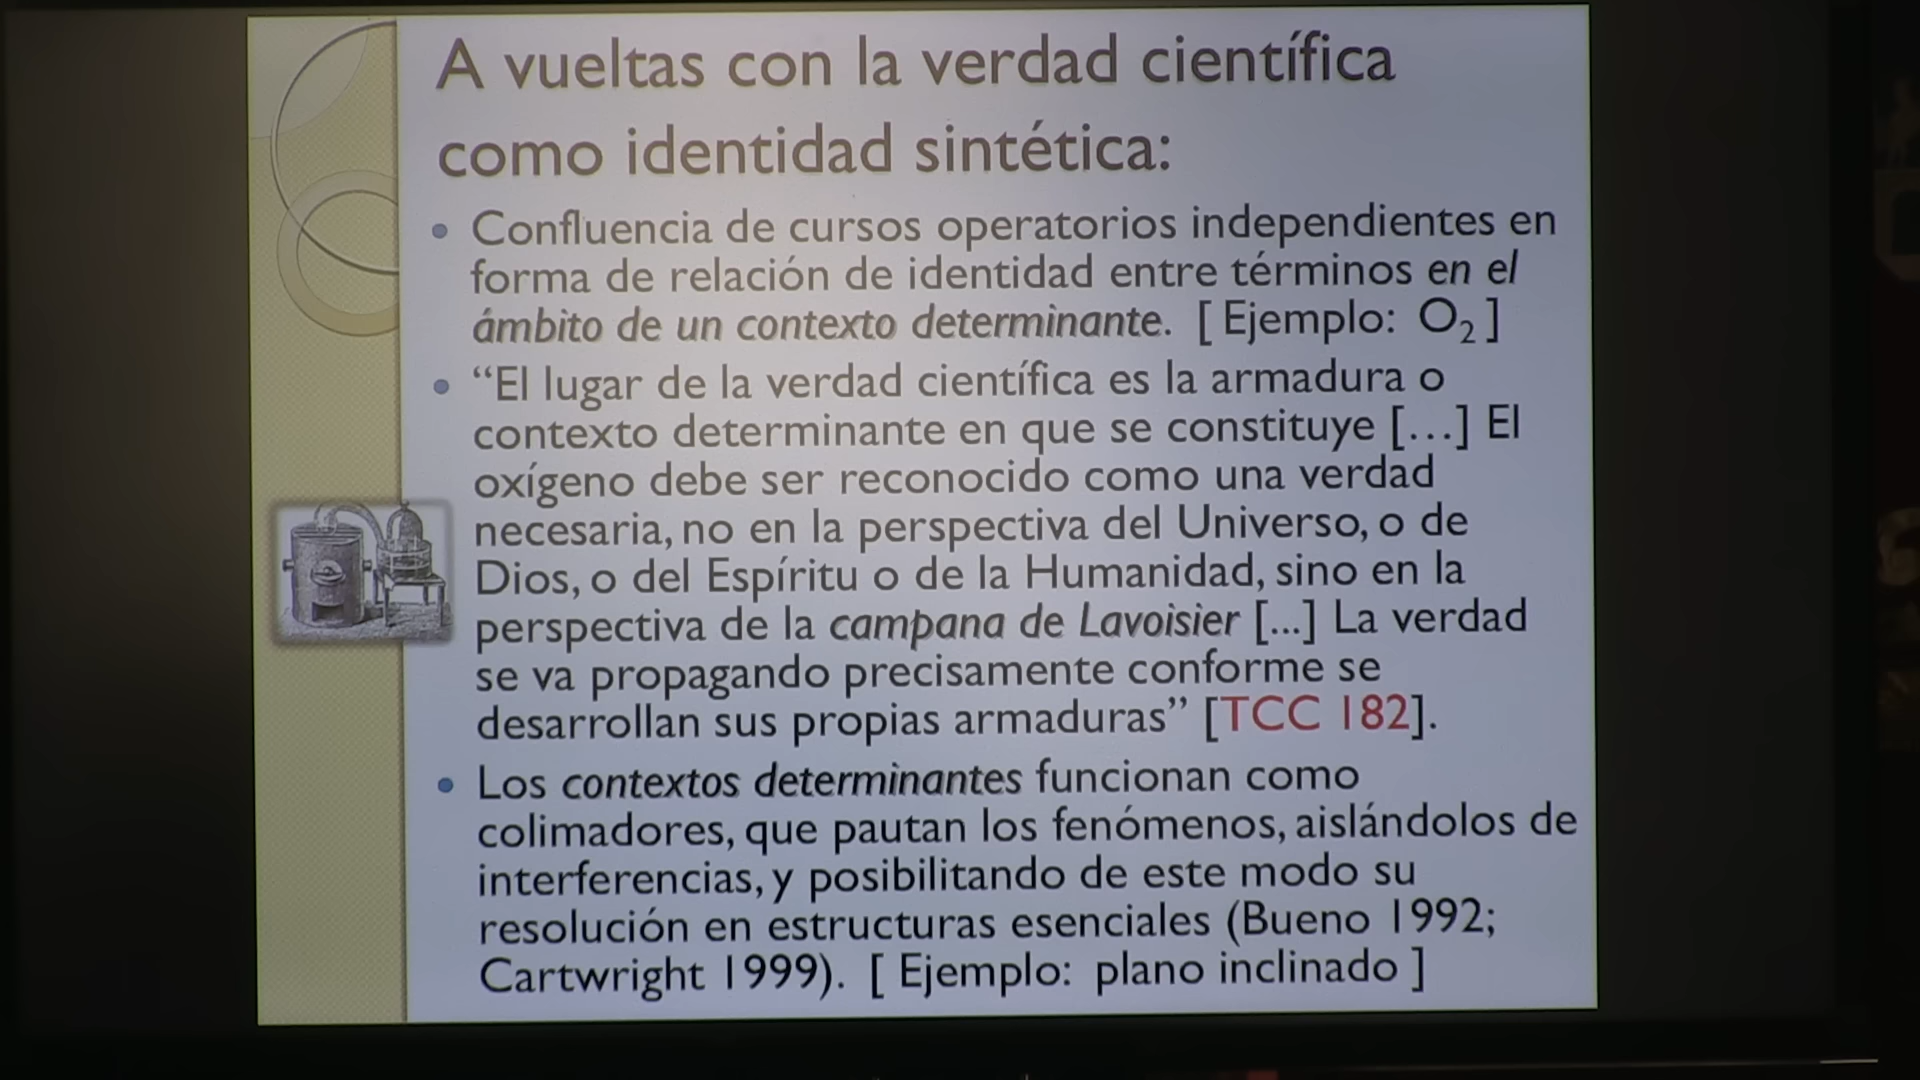 A vueltas con la verdad científica
como identidad sintética:
• Confluencia de cursos operatorios independientes en
forma de relación de identidad entre términos en el
ámbito de un contexto determinante. [ Ejemplo: O₂ ]
• “El lugar de la verdad científica es la armadura o
contexto determinante en que se constituye […] El
oxígeno debe ser reconocido como una verdad
necesaria, no en la perspectiva del Universo, o de
Dios, o del Espíritu o de la Humanidad, sino en la
perspectiva de la campana de Lavoisier [...] La verdad
se va propagando precisamente conforme se
desarrollan sus propias armaduras” [TCC 182].
• Los contextos determinantes funcionan como
colimadores, que pautan los fenómenos, aislándolos de
interferencias, y posibilitando de este modo su
resolución en estructuras esenciales (Bueno 1992;
Cartwright 1999). [ Ejemplo: plano inclinado ]